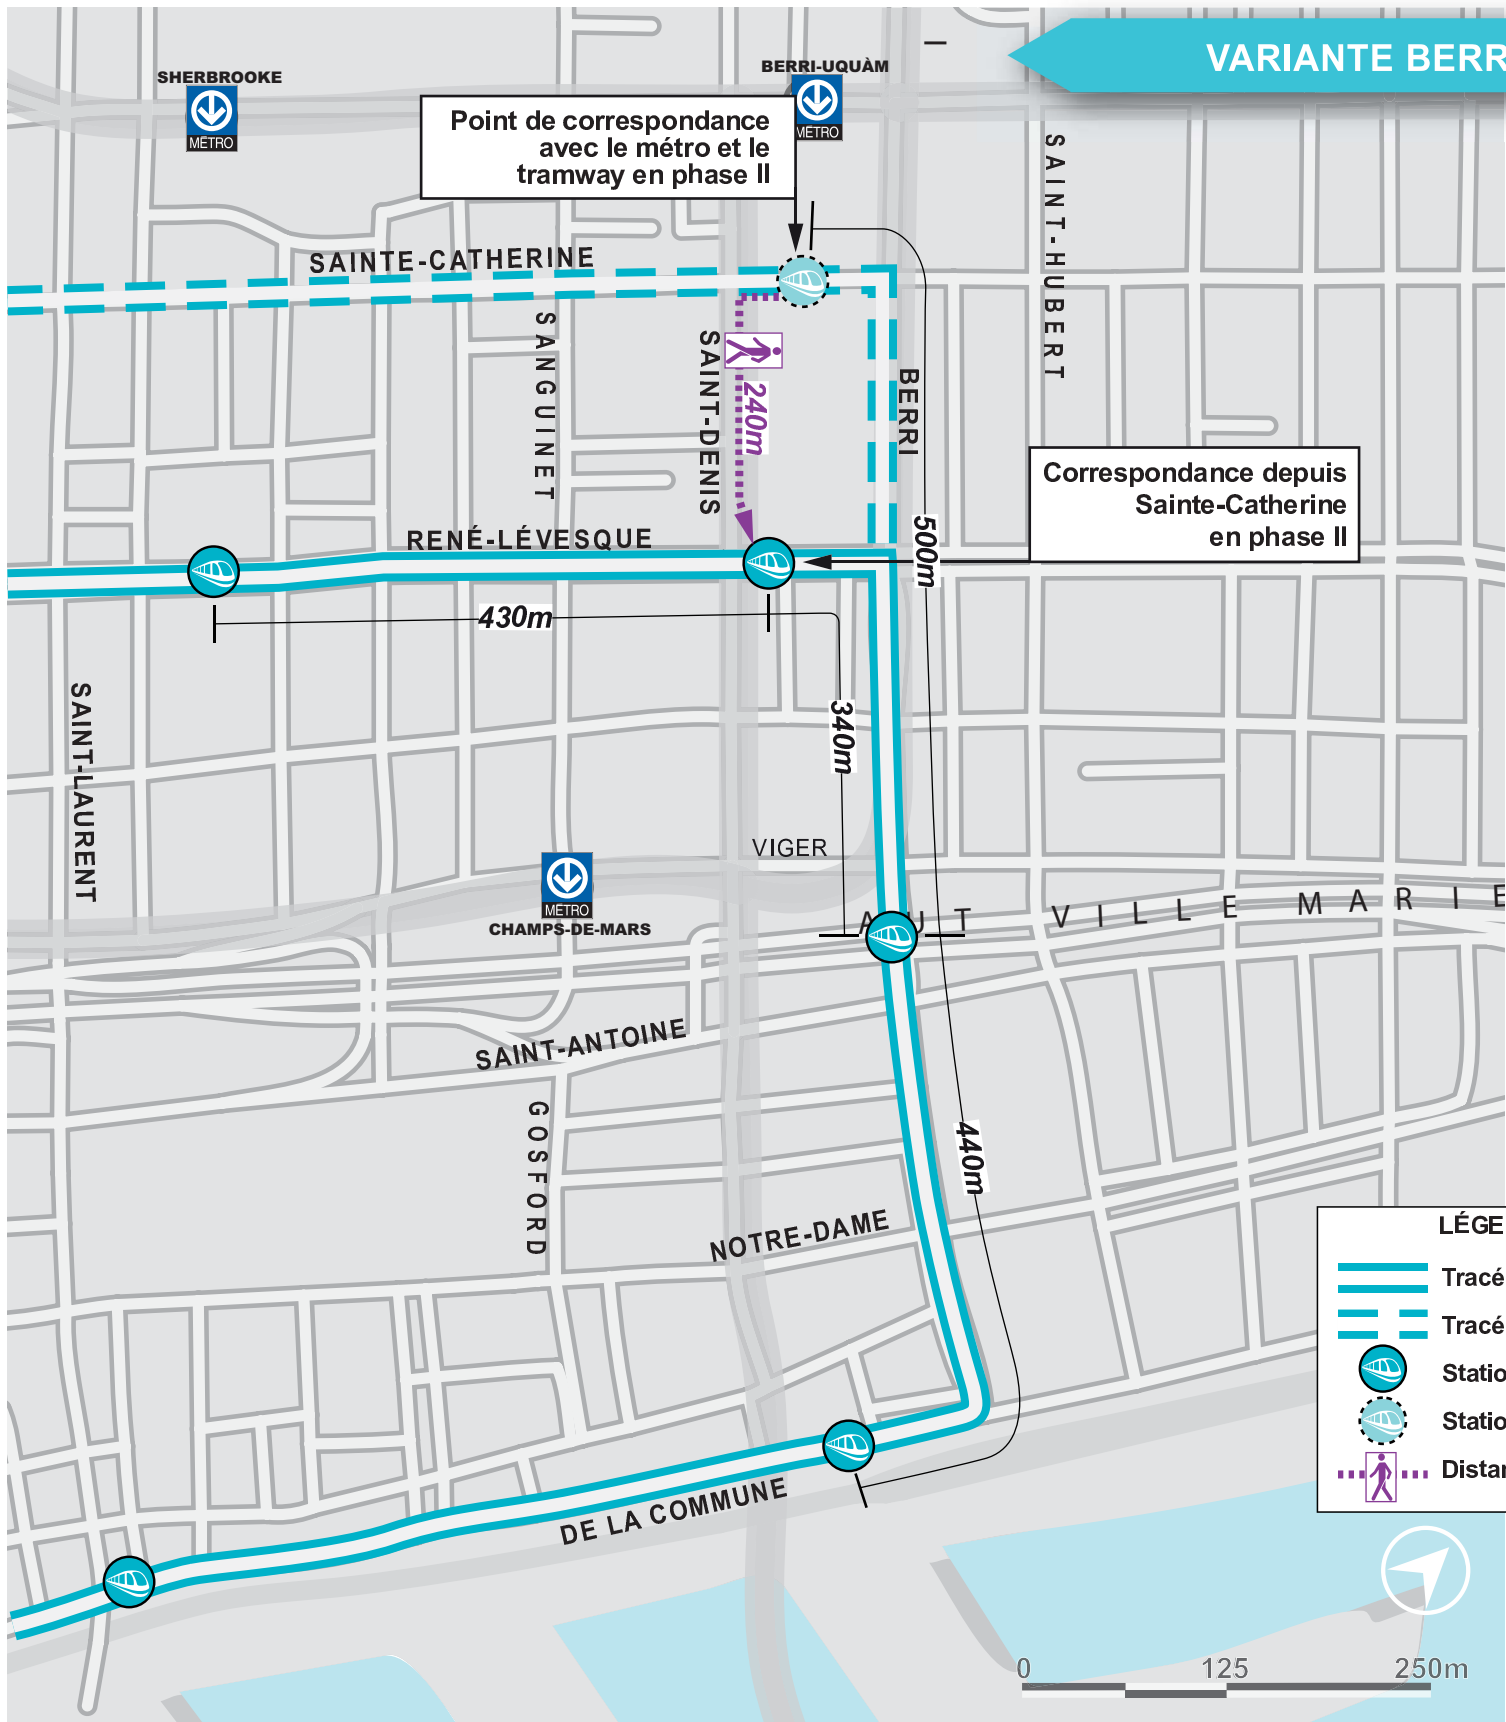 VARIANTE BERR
SHERBROOKE
MÉTRO
BERRI-UQUÀM
MÉTRO
Point de correspondance
avec le métro et le
tramway en phase II
SAINT-HUBERT
SAINTE-CATHERINE
SANGUINET
SAINT-DENIS
240m
BERRI
Correspondance depuis
Sainte-Catherine
en phase II
500m
RENÉ-LÉVESQUE
430m
340m
SAINT-LAURENT
VIGER
MÉTRO
CHAMPS-DE-MARS
AUT VILLE MARIE
SAINT-ANTOINE
GOSFORD
440m
NOTRE-DAME
DE LA COMMUNE
LÉGE
Tracé
Tracé
Statio
Statio
Distan
0 125 250m